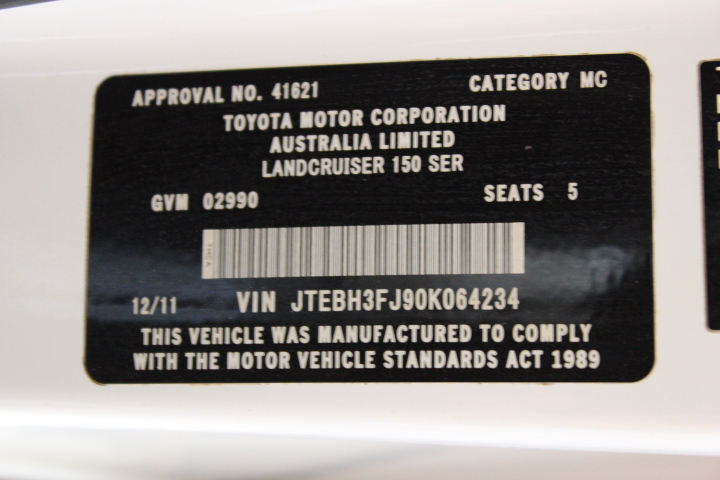 APPROVAL NO. 41621 CATEGORY MC
TOYOTA MOTOR CORPORATION
AUSTRALIA LIMITED
LANDCRUISER 150 SER
GVM 02990 SEATS 5
12/11 VIN JTEBH3FJ90K064234
THIS VEHICLE WAS MANUFACTURED TO COMPLY
WITH THE MOTOR VEHICLE STANDARDS ACT 1989